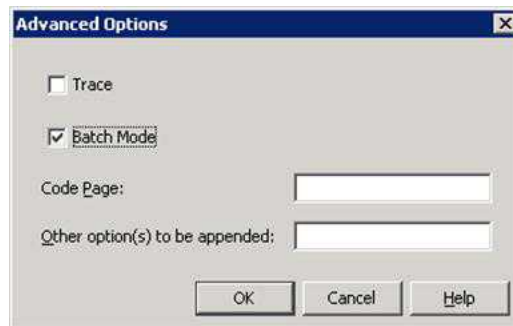 Advanced Options
Trace
Batch Mode
Code Page:
Other option(s) to be appended:
OK Cancel Help